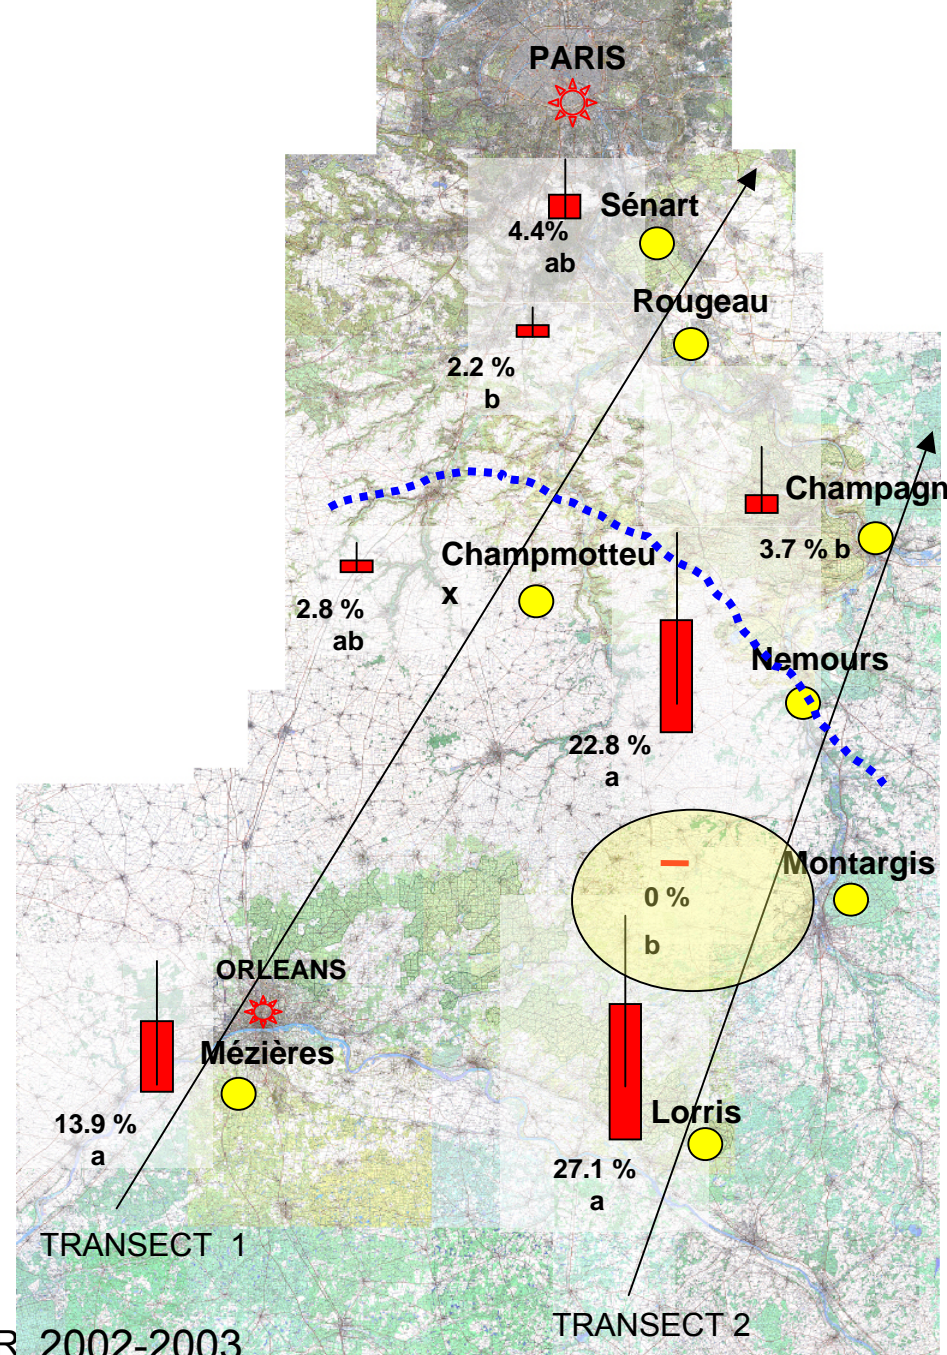 PARIS
Sénart
4.4%
ab
Rougeau
2.2 %
b
Champagn
3.7 % b
Champmotteu
x
2.8 %
ab
Nemours
22.8 %
a
Montargis
0 %
b
ORLEANS
Mézières
13.9 %
a
Lorris
27.1 %
a
TRANSECT 1
TRANSECT 2
R 2002-2003